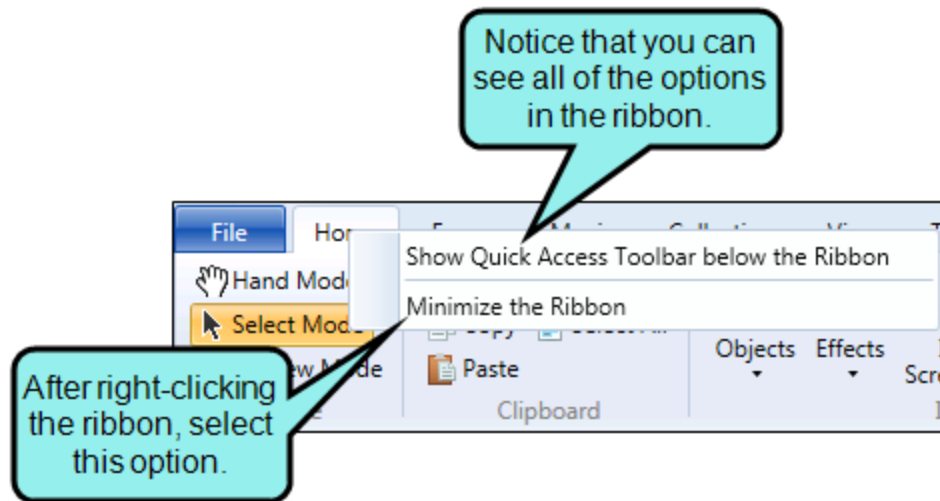 Notice that you can
see all of the options
in the ribbon.
File
Show Quick Access Toolbar below the Ribbon
Hand
Minimize the Ribbon
Select Mode
Objects Effects
Paste
After right-clicking
the ribbon, select
this option.
Clipboard